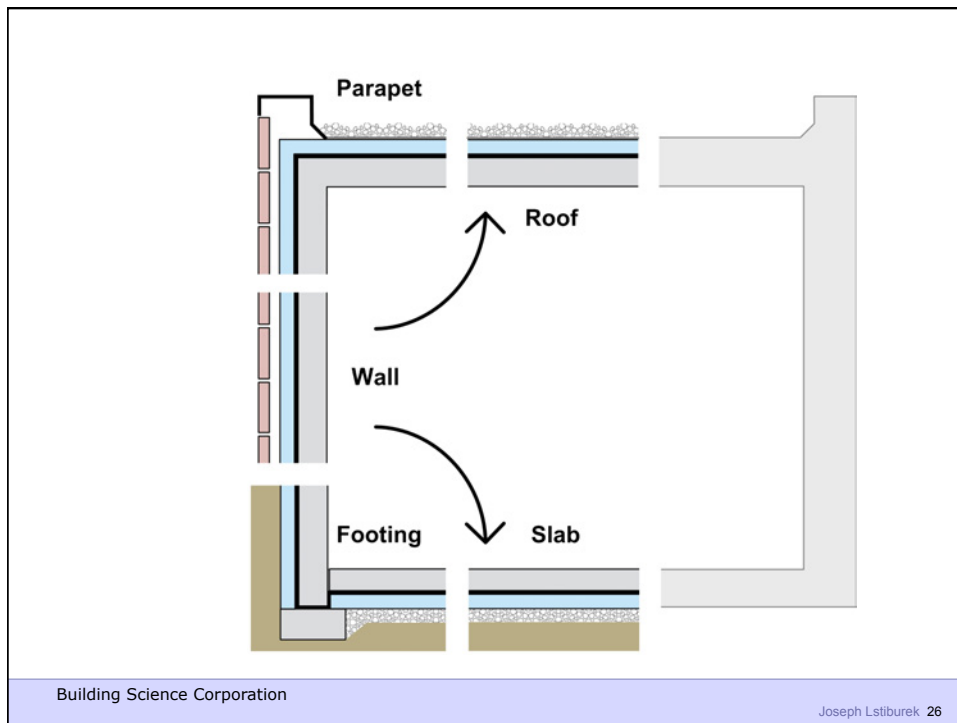 Parapet
Roof
Wall
Footing
Slab
Building Science Corporation
Joseph Lstiburek 26